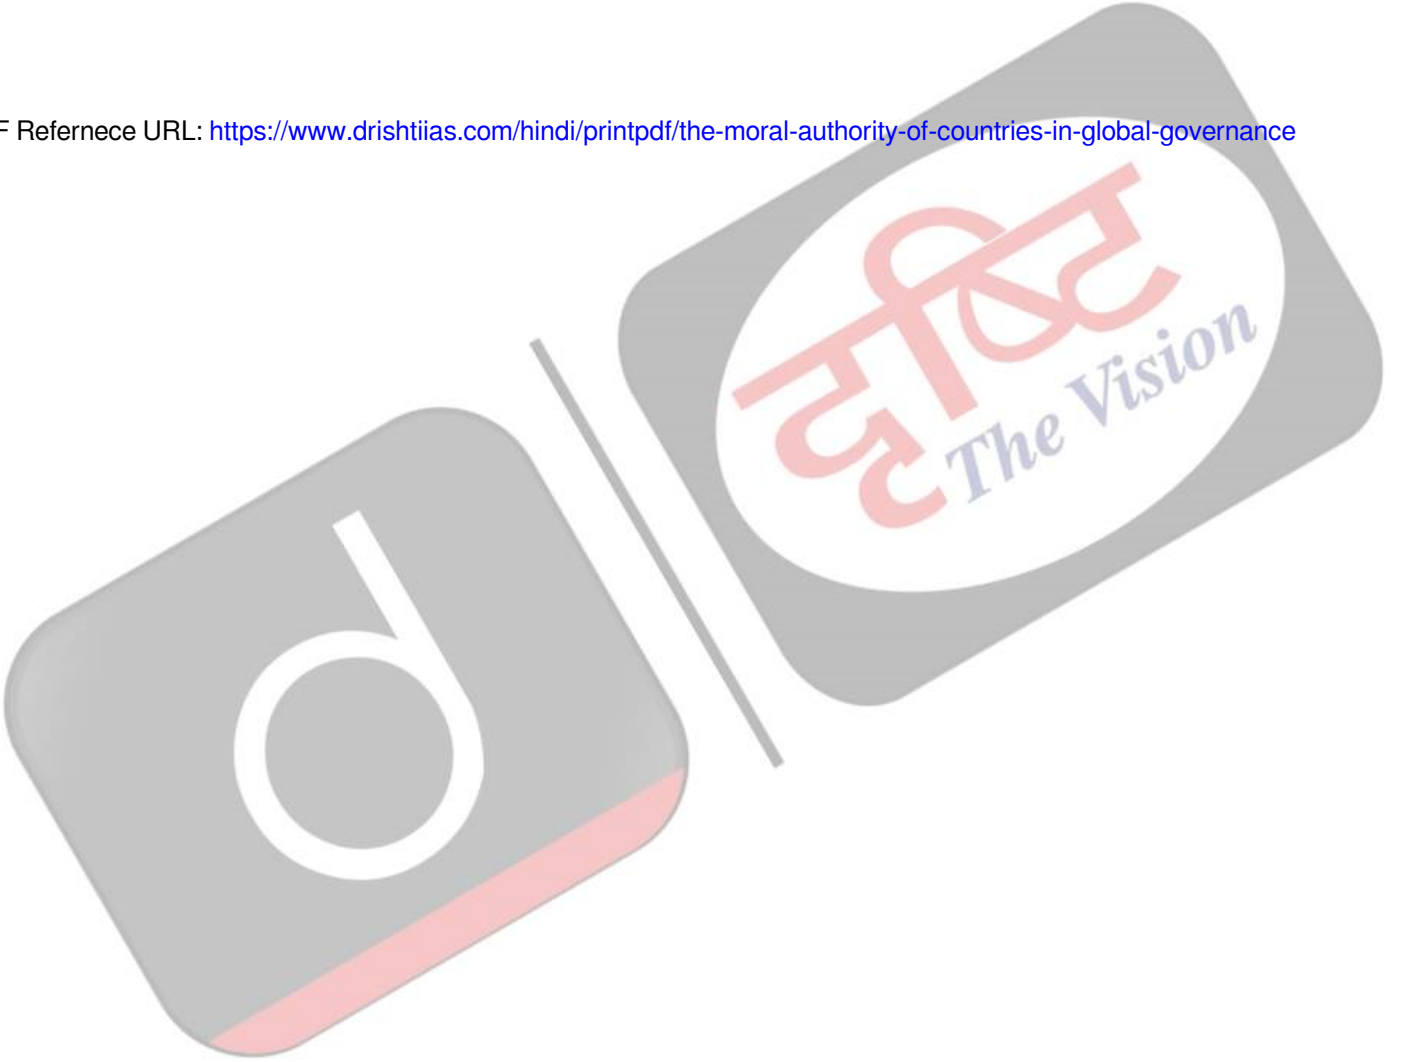 F Refernece URL: https://www.drishtiias.com/hindi/printpdf/the-moral-authority-of-countries-in-global-governance
दृष्टि
The Vision
d